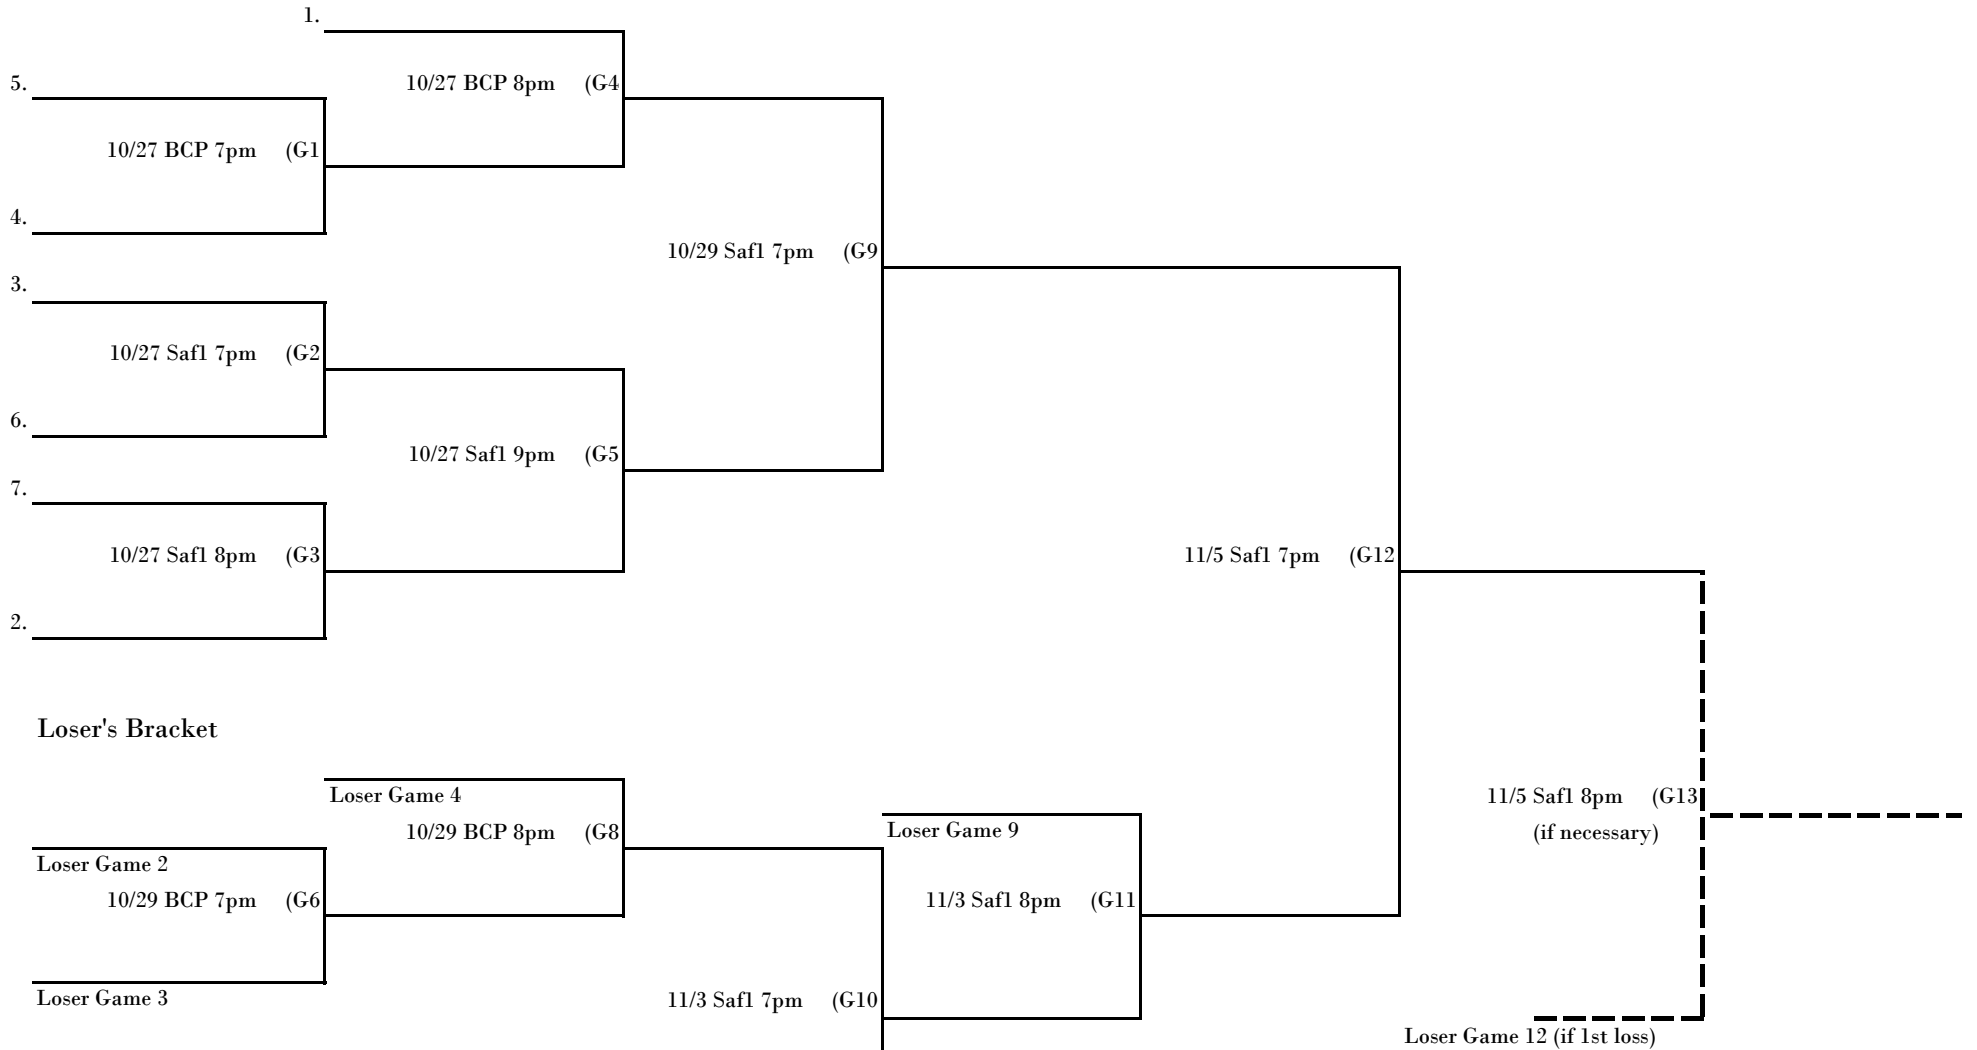 1.
10/27 BCP 8pm (G4
5.
10/27 BCP 7pm (G1
4.
10/29 Saf1 7pm (G9
3.
10/27 Saf1 7pm (G2
6.
10/27 Saf1 9pm (G5
7.
10/27 Saf1 8pm (G3
11/5 Saf1 7pm (G12
2.
Loser's Bracket
Loser Game 4
11/5 Saf1 8pm (G13
10/29 BCP 8pm (G8
Loser Game 9
(if necessary)
Loser Game 2
10/29 BCP 7pm (G6
11/3 Saf1 8pm (G11
Loser Game 3
11/3 Saf1 7pm (G10
Loser Game 12 (if 1st loss)